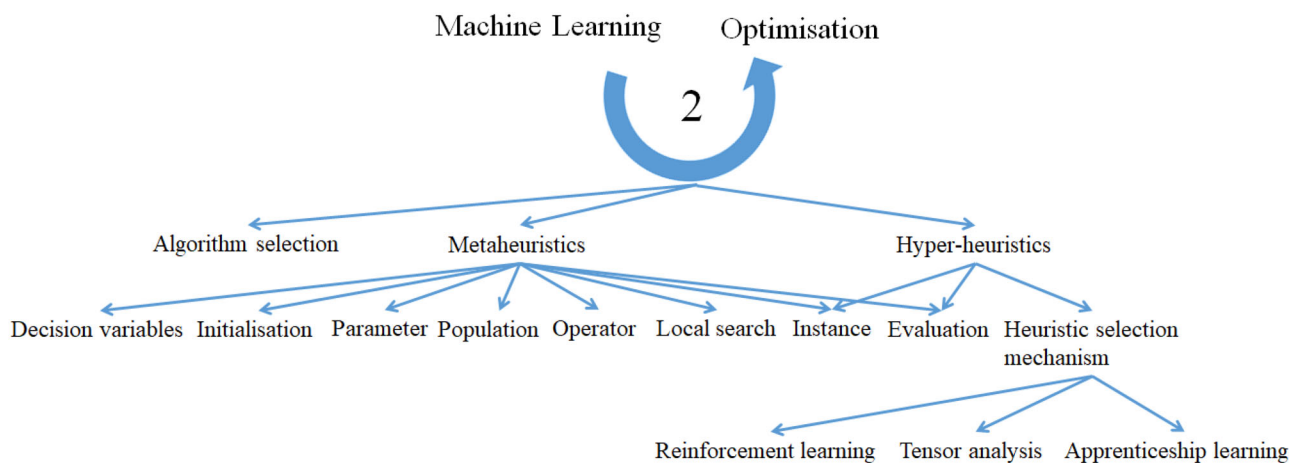 Machine Learning Optimisation
2
Algorithm selection Metaheuristics Hyper-heuristics
Decision variables Initialisation Parameter Population Operator Local search Instance Evaluation Heuristic selection
mechanism
Reinforcement learning Tensor analysis Apprenticeship learning